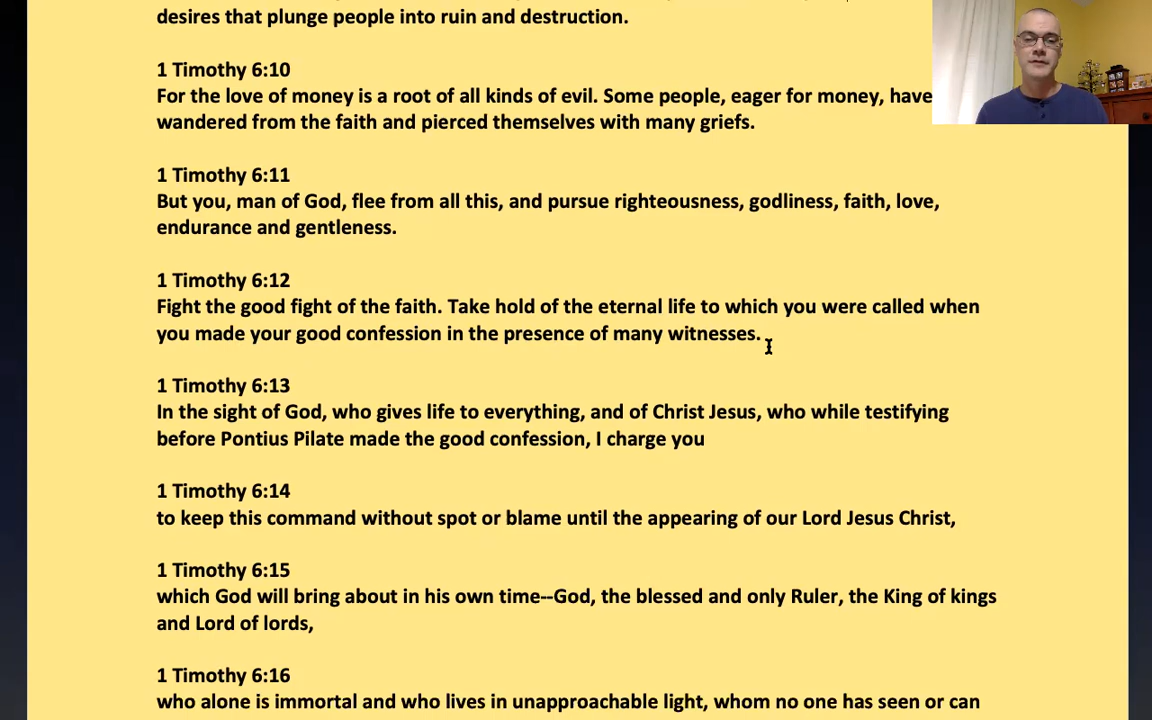 desires that plunge people into ruin and destruction.
1 Timothy 6:10
For the love of money is a root of all kinds of evil. Some people, eager for money, have
wandered from the faith and pierced themselves with many griefs.
1 Timothy 6:11
But you, man of God, flee from all this, and pursue righteousness, godliness, faith, love,
endurance and gentleness.
1 Timothy 6:12
Fight the good fight of the faith. Take hold of the eternal life to which you were called when
you made your good confession in the presence of many witnesses.
1 Timothy 6:13
In the sight of God, who gives life to everything, and of Christ Jesus, who while testifying
before Pontius Pilate made the good confession, I charge you
1 Timothy 6:14
to keep this command without spot or blame until the appearing of our Lord Jesus Christ,
1 Timothy 6:15
which God will bring about in his own time--God, the blessed and only Ruler, the King of kings
and Lord of lords,
1 Timothy 6:16
who alone is immortal and who lives in unapproachable light, whom no one has seen or can